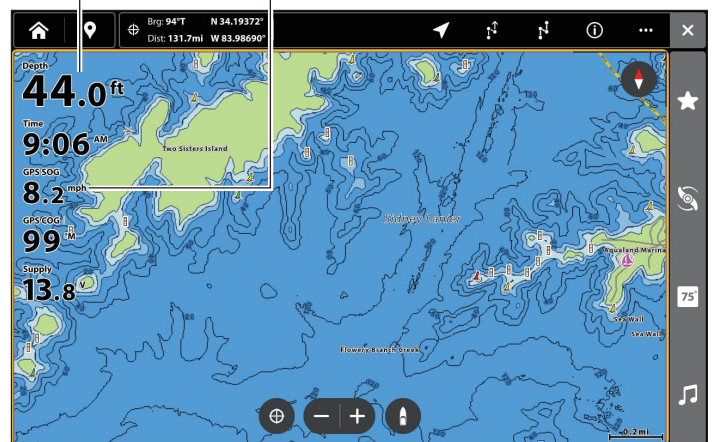 Brg: 94°T N 34.19372°
Dist: 131.7mi W 83.98690°
Depth
44.0 ft
Time
9:06 AM
GPS SOG
8.2 mph
GPS COG
99 °M
Supply
13.8 V
Two Sisters Island
Sidney Lanier
Aqualand Marina
Sea Wall
Sea Wall
Flowery Branch Creek
75°
0.2mi